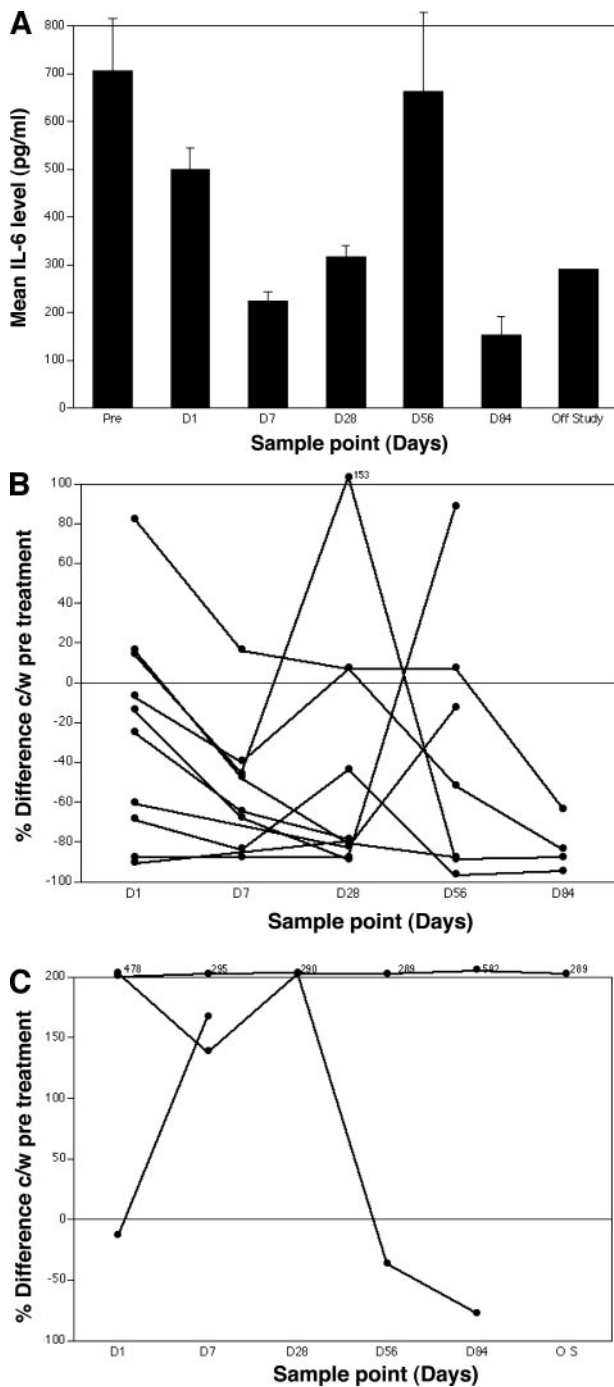 A
800
700
600
500
400
300
200
100
0
Mean IL-6 level (pg/ml)
Pre D1 D7 D28 D56 D84 Off Study
Sample point (Days)
B
100
80
60
40
20
0
-20
-40
-60
-80
-100
% Difference c/w pre treatment
153
D1 D7 D28 D56 D84
Sample point (Days)
C
200
150
100
50
0
-50
-100
% Difference c/w pre treatment
478 295 290 289 582 289
D1 D7 D28 D56 D84 O S
Sample point (Days)